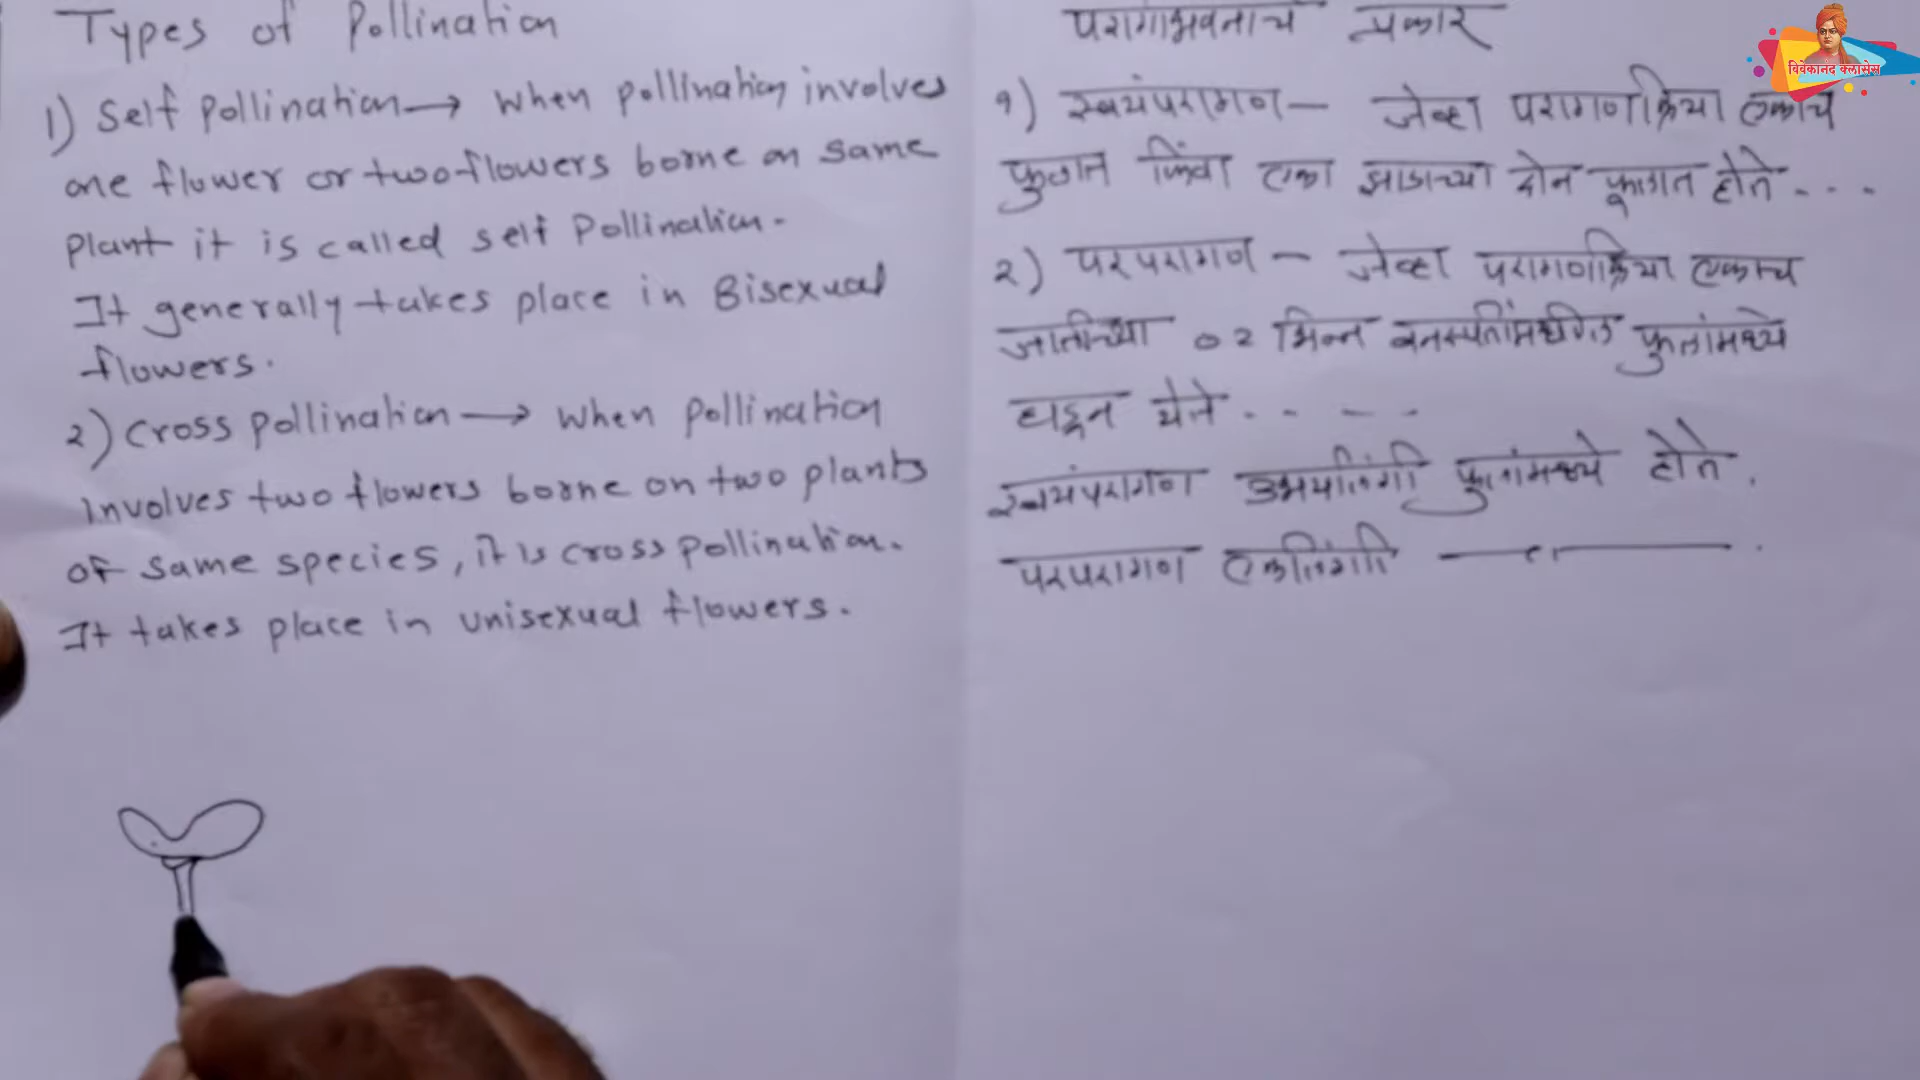 Types of Pollination
1) Self pollination → When pollination involves
one flower or two flowers borne on same
plant it is called self Pollination.
It generally takes place in Bisexual
flowers.
2) Cross pollination → When pollination
involves two flowers borne on two plants
of same species, it is cross pollination.
It takes place in unisexual flowers.
परागीभवनाचे प्रकार
१) स्वयंपरागण — जेव्हा परागणक्रिया एकाच
फुलात किंवा एका झाडाच्या दोन फूलात होते - - -
२) परपरागण — जेव्हा परागणक्रिया एकाच
जातीच्या ०२ भिन्न वनस्पतींमधील फुलांमध्ये
घडून येते - - - -
स्वयंपरागण उभयलिंगी फुलांमध्ये होते.
परपरागण एकलिंगी — " — .
विवेकानंद क्लासेस